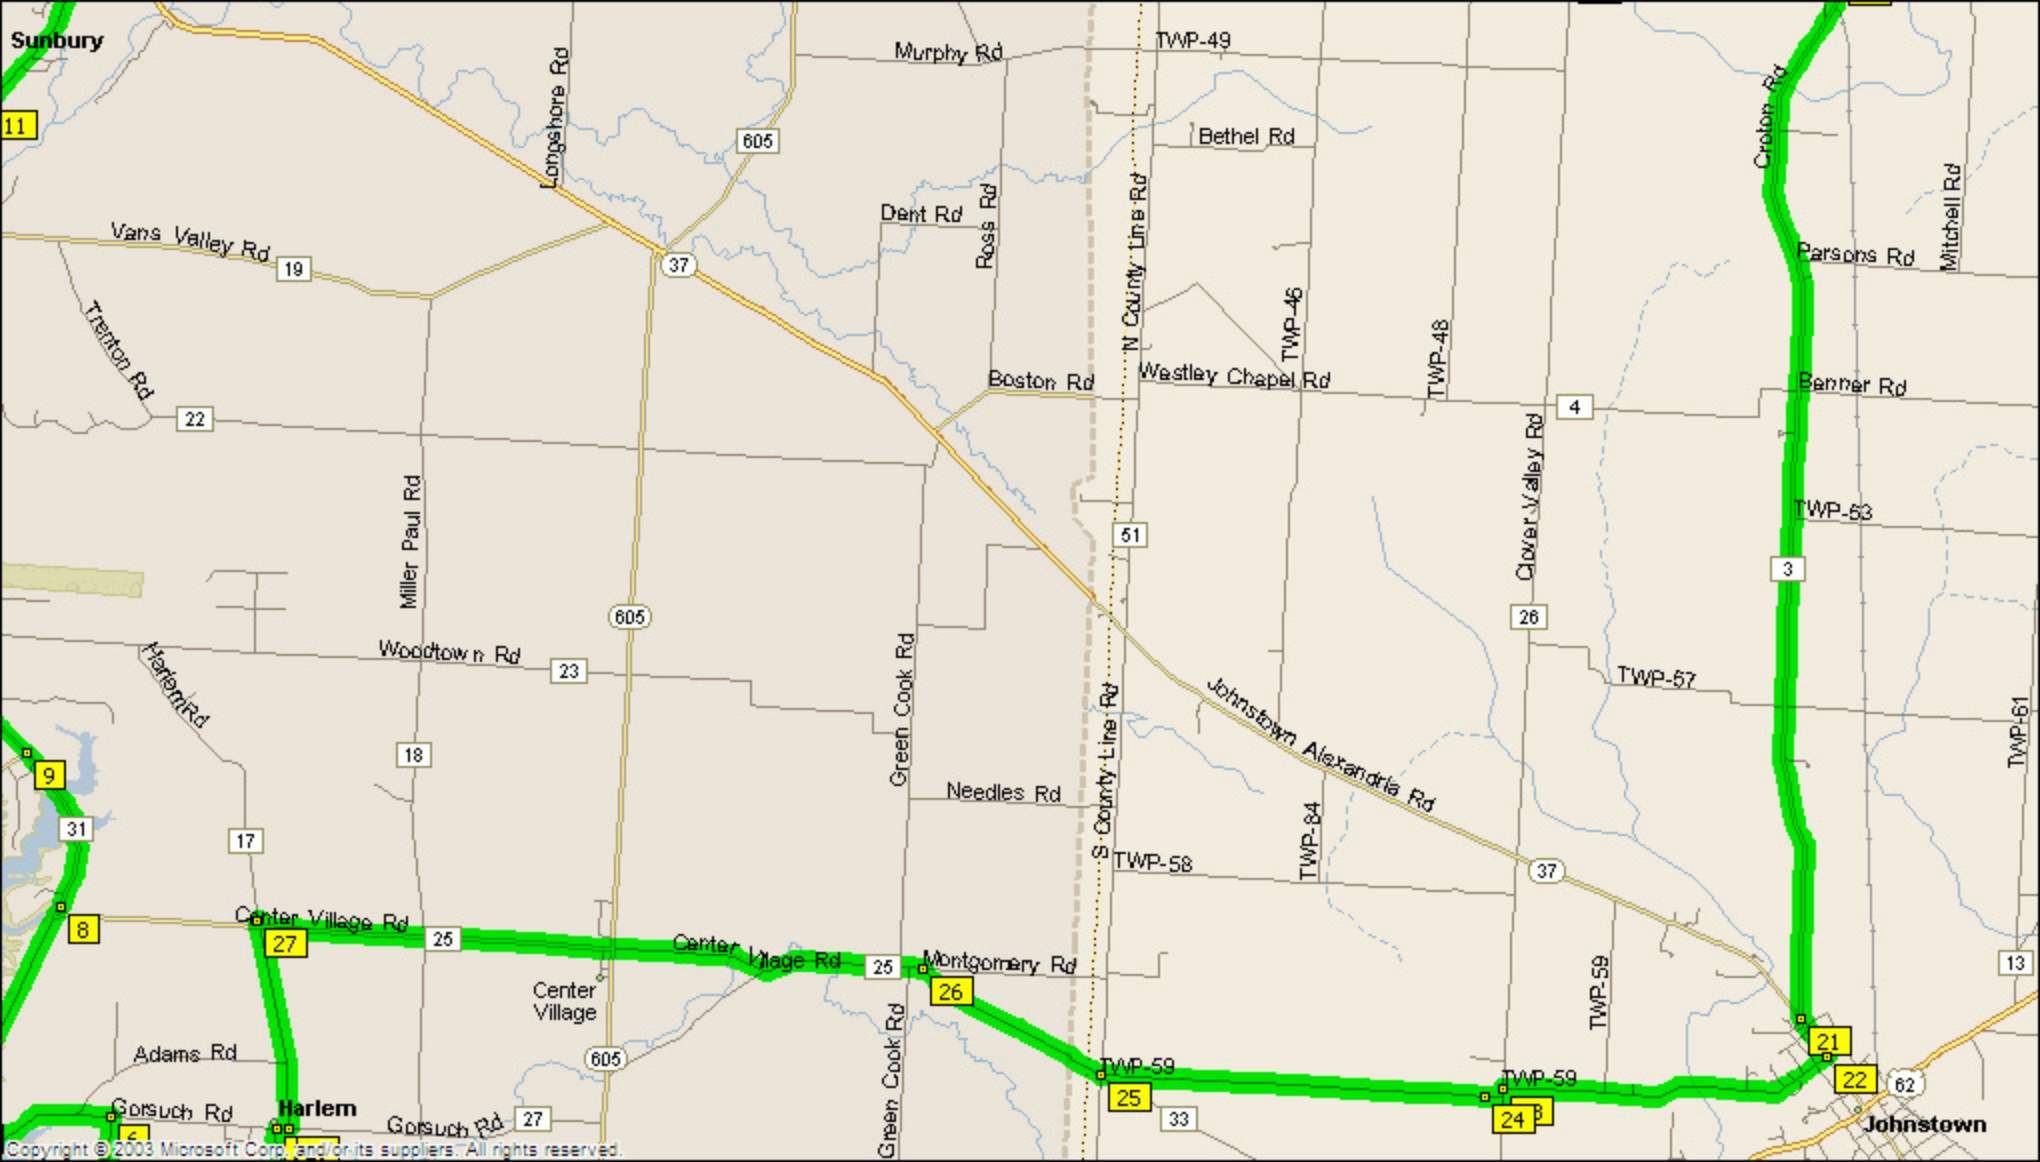 Sunbury
11
Longshore Rd
605
Murphy Rd
TWP-49
Bethel Rd
Croton Rd
Mitchell Rd
Vans Valley Rd
19
37
Dent Rd
Ross Rd
N County Line Rd
TWP-46
TWP-48
Parsons Rd
Trenton Rd
22
Boston Rd
Westley Chapel Rd
4
Benner Rd
Miller Paul Rd
Clover Valley Rd
51
TWP-53
3
605
26
Woodtown Rd
23
Harlem Rd
Green Cook Rd
S County Line Rd
Johnstown Alexandria Rd
TWP-57
TWP-61
9
18
31
17
Needles Rd
TWP-84
TWP-58
37
8
Center Village Rd
27
25
Center Village Rd
25
Montgomery Rd
26
TWP-59
13
Center
Village
Green Cook Rd
21
Adams Rd
605
TWP-59
25
TWP-59
22
62
Gorsuch Rd
Harlem
Gorsuch Rd
27
33
24
Johnstown
Copyright © 2003 Microsoft Corp. and/or its suppliers. All rights reserved.